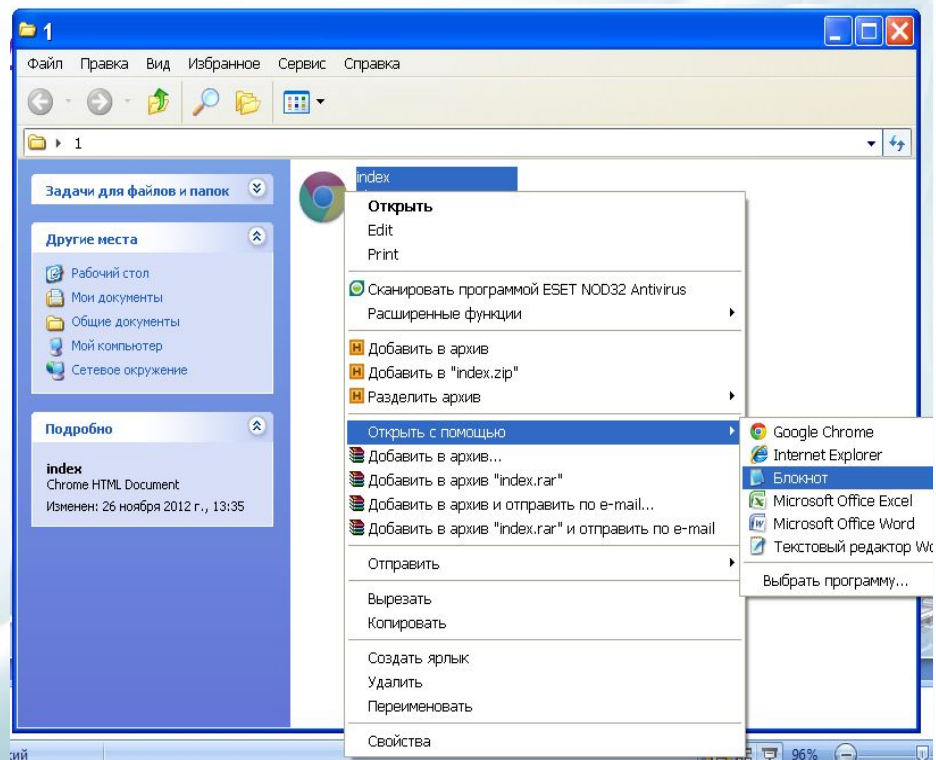 1
Файл Правка Вид Избранное Сервис Справка
1
Задачи для файлов и папок
Другие места
Рабочий стол
Мои документы
Общие документы
Мой компьютер
Сетевое окружение
Подробно
index
Chrome HTML Document
Изменен: 26 ноября 2012 г., 13:35
index
Открыть
Edit
Print
Сканировать программой ESET NOD32 Antivirus
Расширенные функции
Добавить в архив
Добавить в "index.zip"
Разделить архив
Открыть с помощью
Добавить в архив...
Добавить в архив "index.rar"
Добавить в архив и отправить по e-mail...
Добавить в архив "index.rar" и отправить по e-mail
Отправить
Вырезать
Копировать
Создать ярлык
Удалить
Переименовать
Свойства
Google Chrome
Internet Explorer
Блокнот
Microsoft Office Excel
Microsoft Office Word
Текстовый редактор Wo
Выбрать программу...
кий
96%